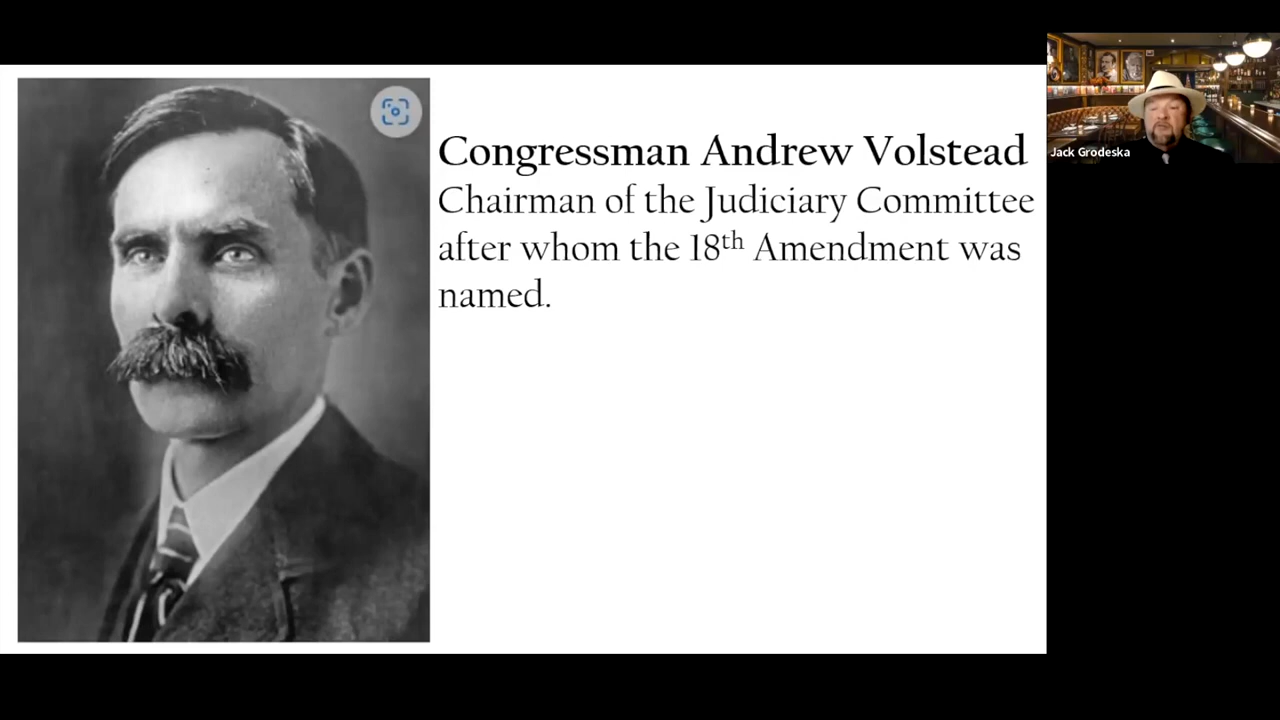 Congressman Andrew Volstead
Chairman of the Judiciary Committee
after whom the 18th Amendment was
named.
Jack Grodeska